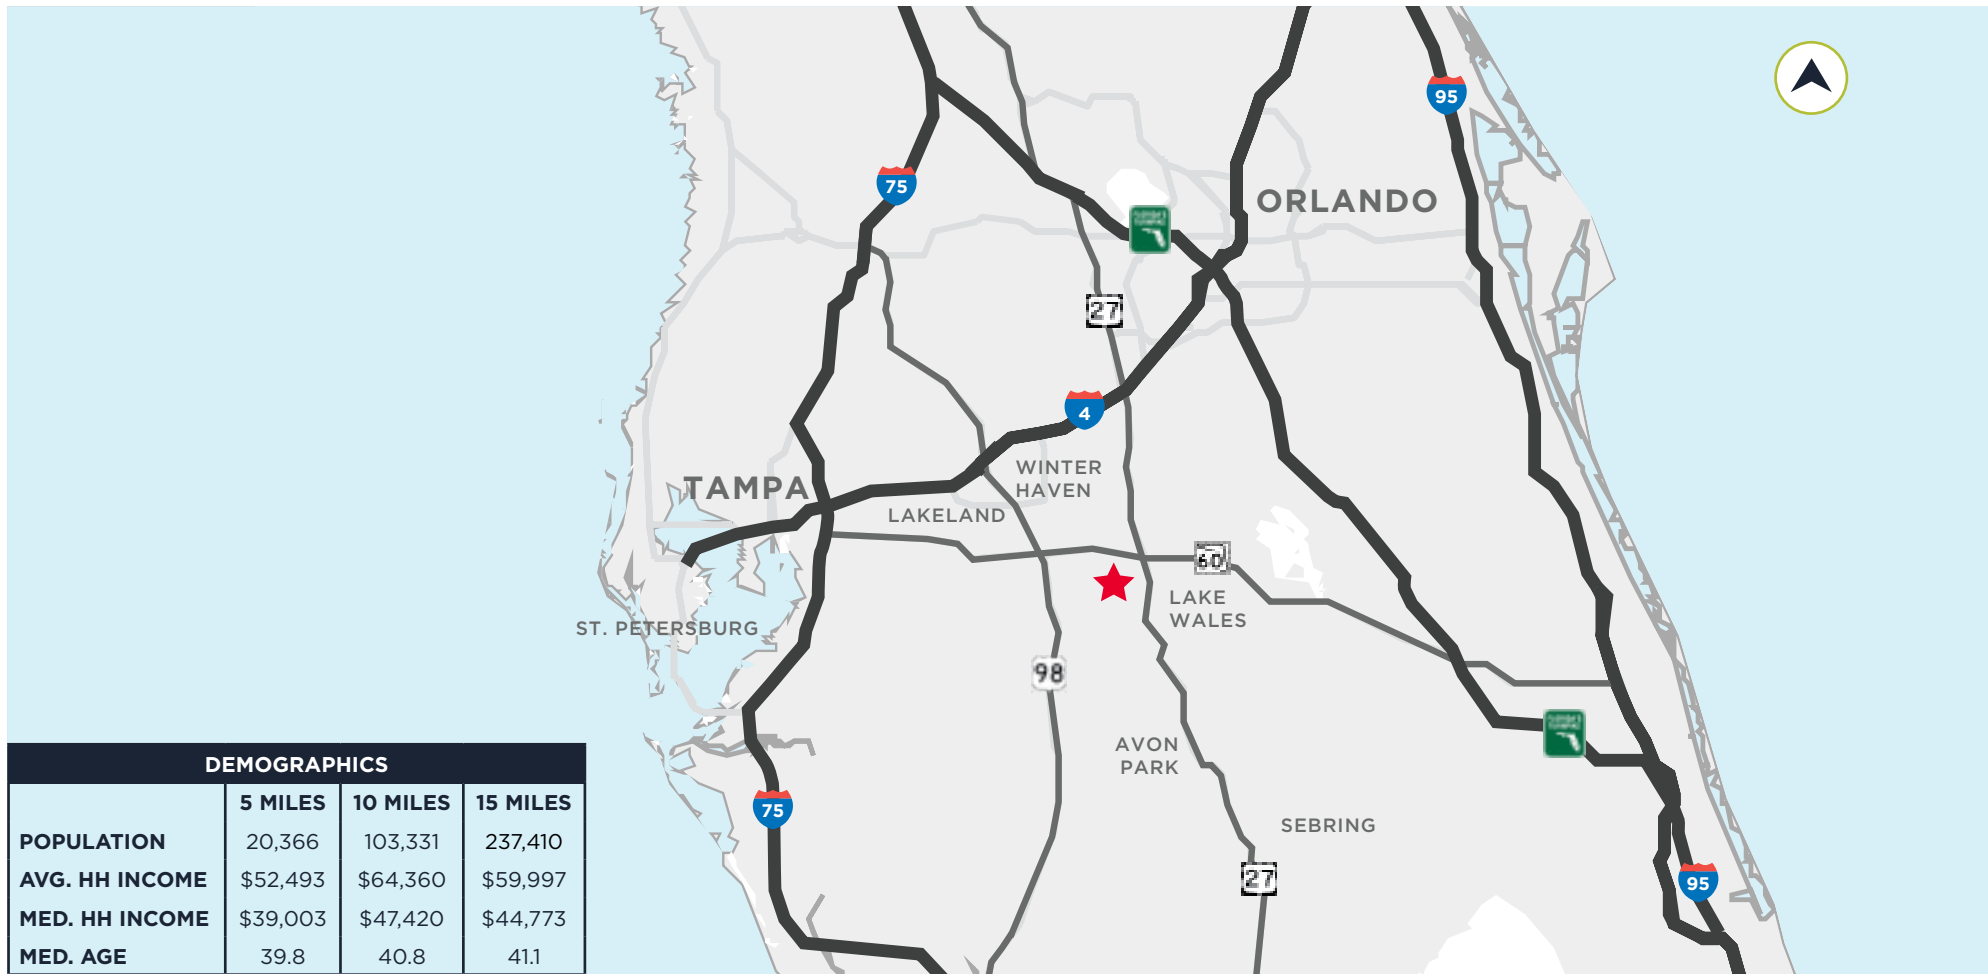 95
75
ORLANDO
27
4
WINTER
HAVEN
TAMPA
LAKELAND
60
LAKE
WALES
ST. PETERSBURG
98
AVON
PARK
SEBRING
75
27
95
DEMOGRAPHICS
5 MILES 10 MILES 15 MILES
POPULATION 20,366 103,331 237,410
AVG. HH INCOME $52,493 $64,360 $59,997
MED. HH INCOME $39,003 $47,420 $44,773
MED. AGE 39.8 40.8 41.1